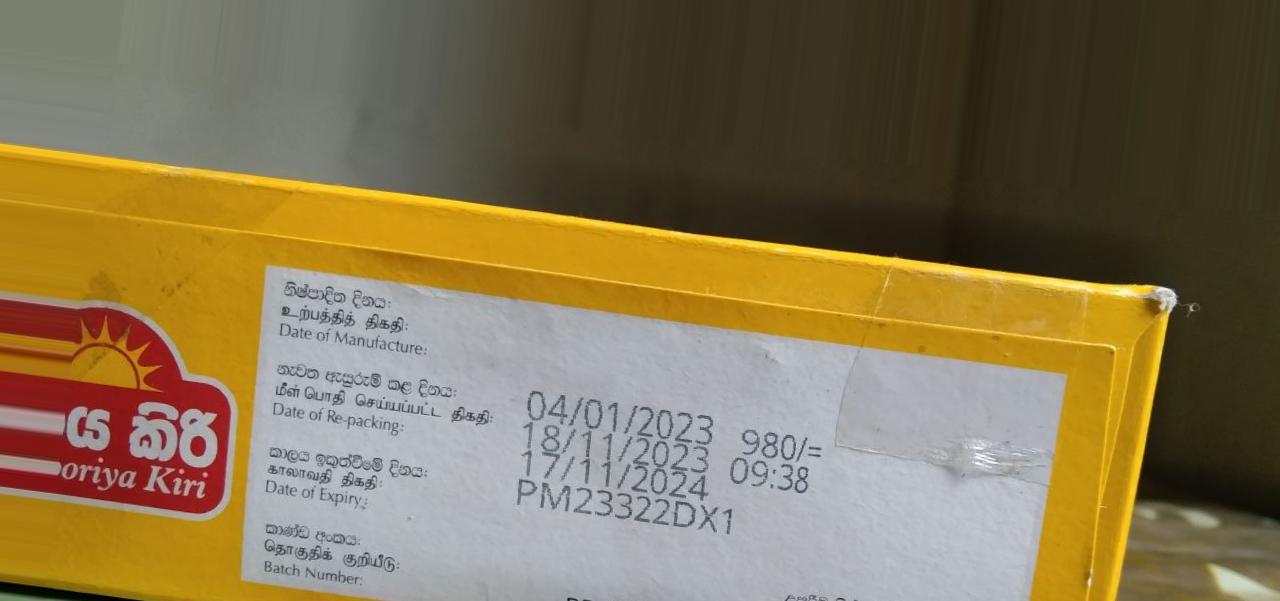 ය කිරි
oriya Kiri
නිෂ්පාදිත දිනය:
உற்பத்தித் திகதி:
Date of Manufacture:
නැවත ඇසුරුම් කළ දිනය:
மீள் பொதி செய்யப்பட்ட திகதி:
Date of Re-packing:
කාලය ඉකුත්වීමේ දිනය:
காலாவதி திகதி:
Date of Expiry:
කාණ්ඩ අංකය:
தொகுதிக் குறியீடு:
Batch Number:
04/01/2023 980/=
18/11/2023 09:38
17/11/2024
PM23322DX1